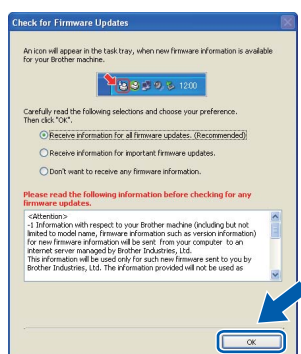 Check for Firmware Updates
An icon will appear in the task tray, when new firmware information is available
for your Brother machine.
1200
Carefully read the following selections and choose your preference.
Then click "OK".
Receive information for all firmware updates. (Recommended)
Receive information for important firmware updates.
Don't want to receive any firmware information.
Please read the following information before checking for any
firmware updates.
<Attention>
-1 Information with respect to your Brother machine (including but not
limited to model name, firmware information such as version information)
for new firmware information will be sent from your computer to an
internet server managed by Brother Industries, Ltd.
This information will be used only for such new firmware sent to you by
Brother Industries, Ltd. The information provided will not be used as
OK